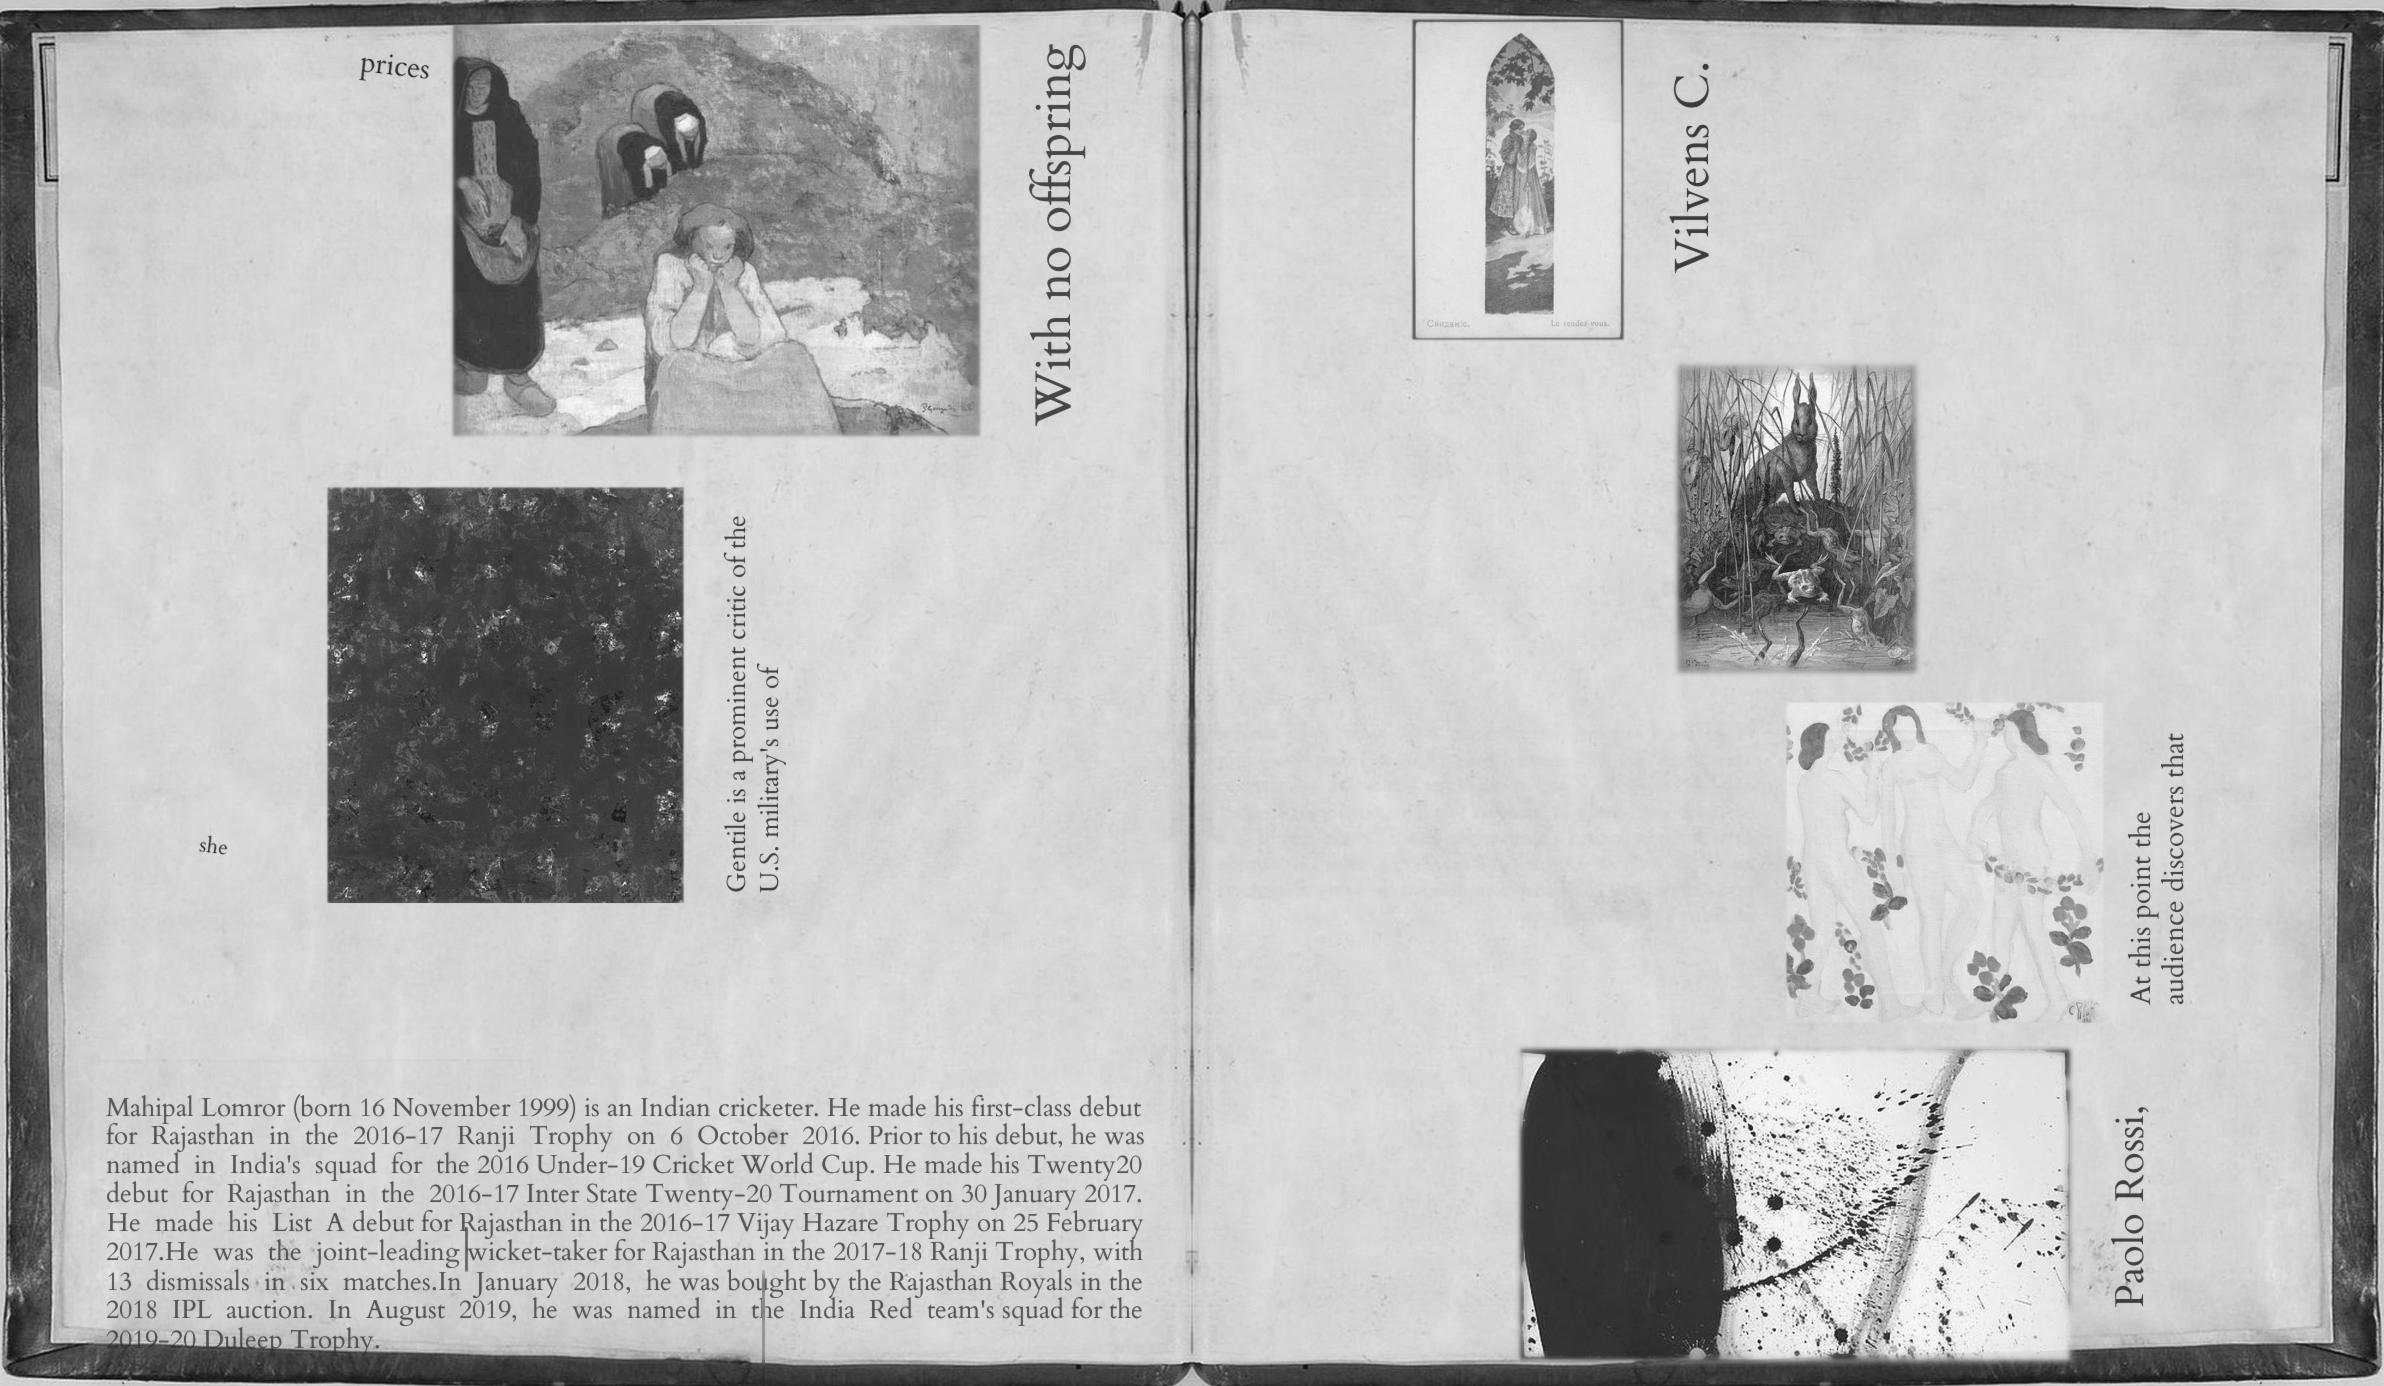 prices
With no offspring
Gentile is a prominent critic of the
U.S. military's use of
she
Mahipal Lomror (born 16 November 1999) is an Indian cricketer. He made his first-class debut
for Rajasthan in the 2016-17 Ranji Trophy on 6 October 2016. Prior to his debut, he was
named in India's squad for the 2016 Under-19 Cricket World Cup. He made his Twenty20
debut for Rajasthan in the 2016-17 Inter State Twenty-20 Tournament on 30 January 2017.
He made his List A debut for Rajasthan in the 2016-17 Vijay Hazare Trophy on 25 February
2017.He was the joint-leading wicket-taker for Rajasthan in the 2017-18 Ranji Trophy, with
13 dismissals in six matches.In January 2018, he was bought by the Rajasthan Royals in the
2018 IPL auction. In August 2019, he was named in the India Red team's squad for the
2019-20 Duleep Trophy.
Vilvens C.
Свиданіе.
Le rendez-vous.
At this point the
audience discovers that
Paolo Rossi,